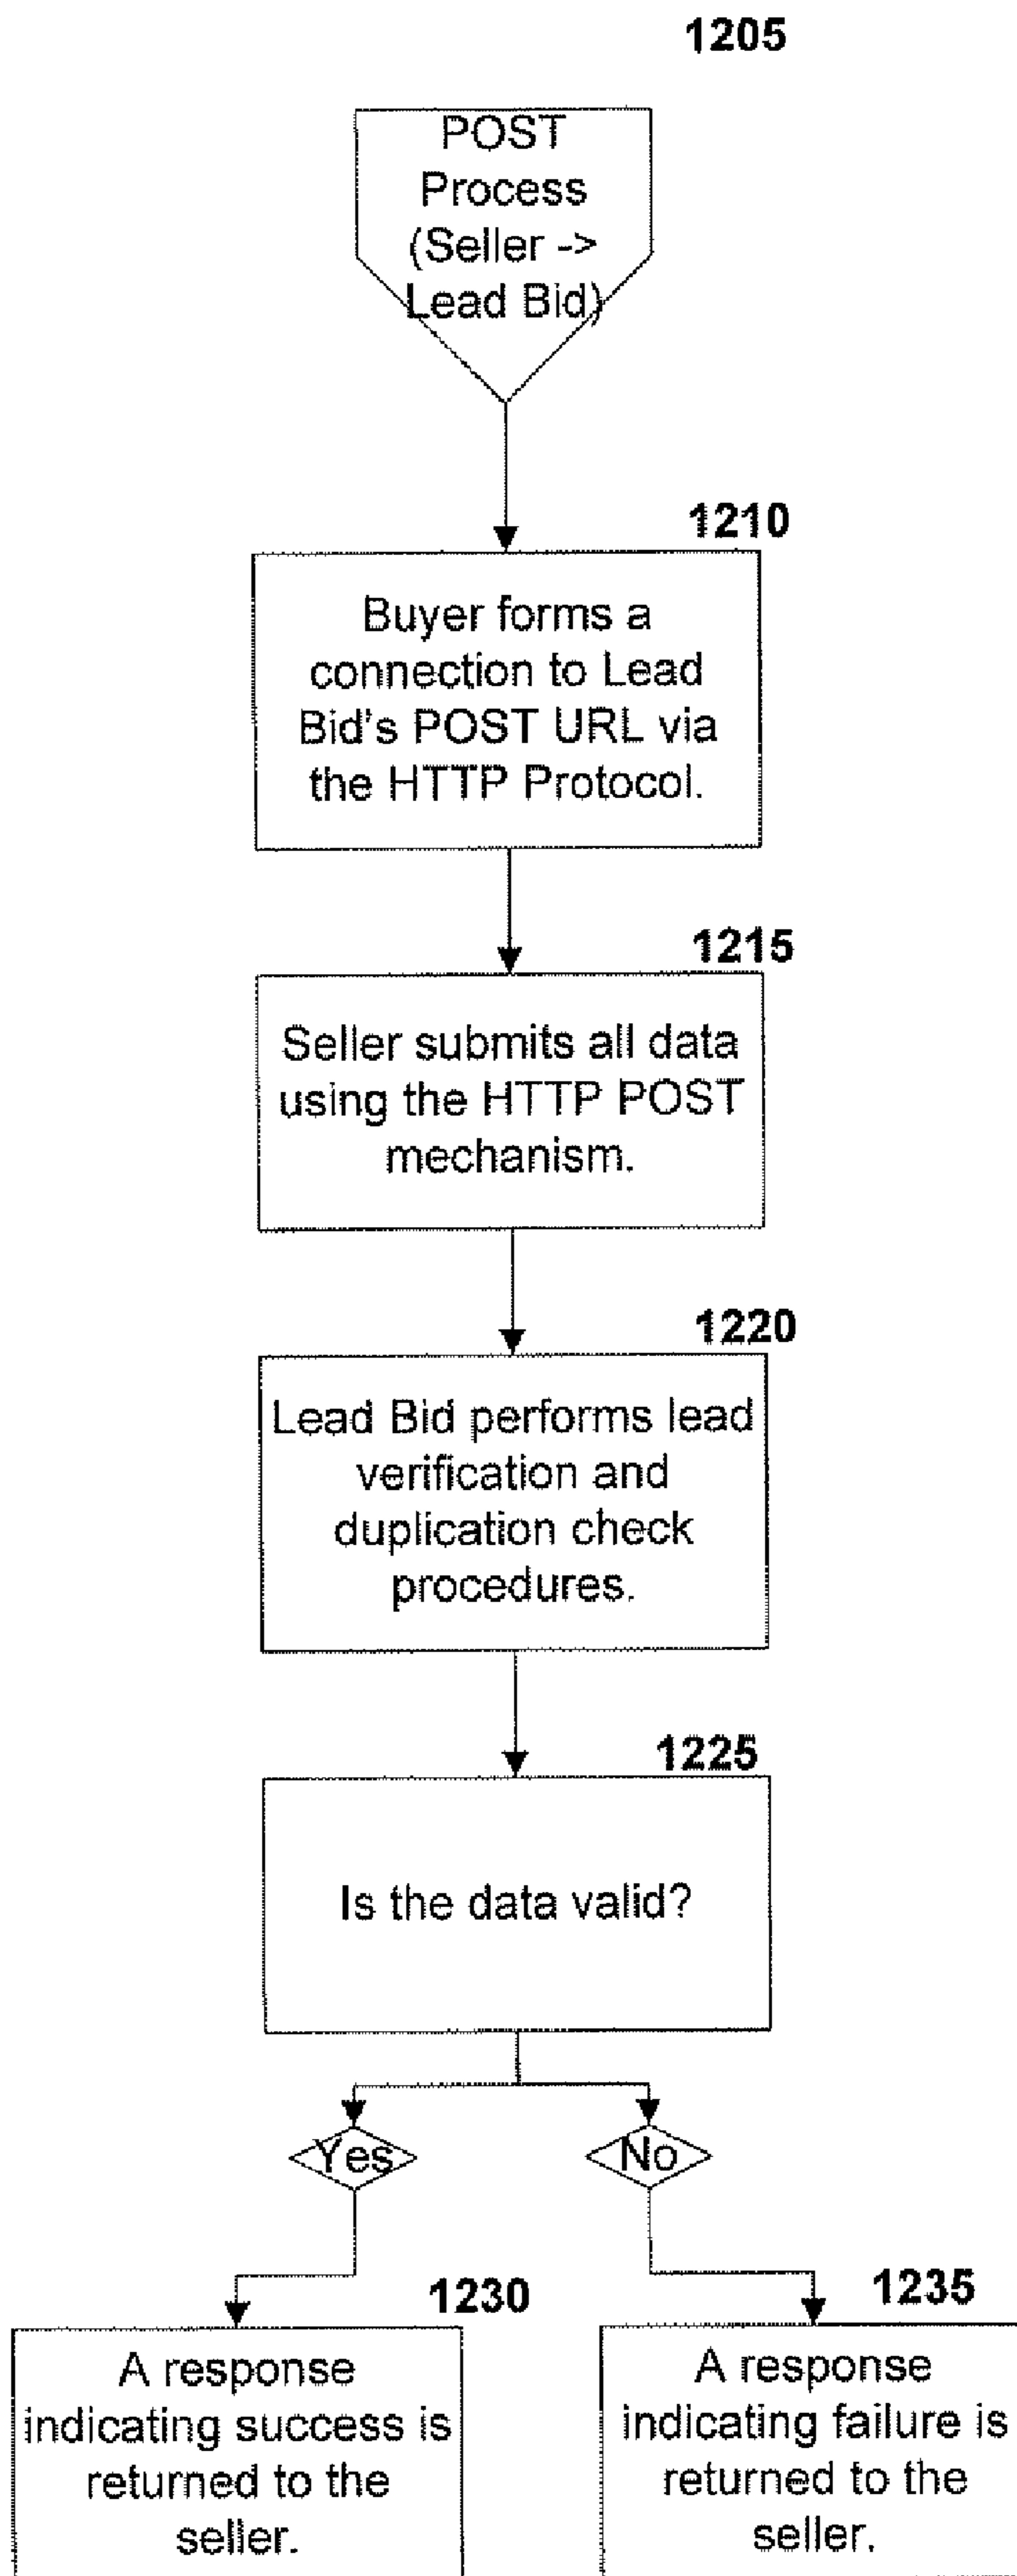 1205
POST
Process
(Seller ->
Lead Bid)
1210
Buyer forms a
connection to Lead
Bid's POST URL via
the HTTP Protocol.
1215
Seller submits all data
using the HTTP POST
mechanism.
1220
Lead Bid performs lead
verification and
duplication check
procedures.
1225
Is the data valid?
Yes
No
1230
A response
indicating success is
returned to the
seller.
1235
A response
indicating failure is
returned to the
seller.